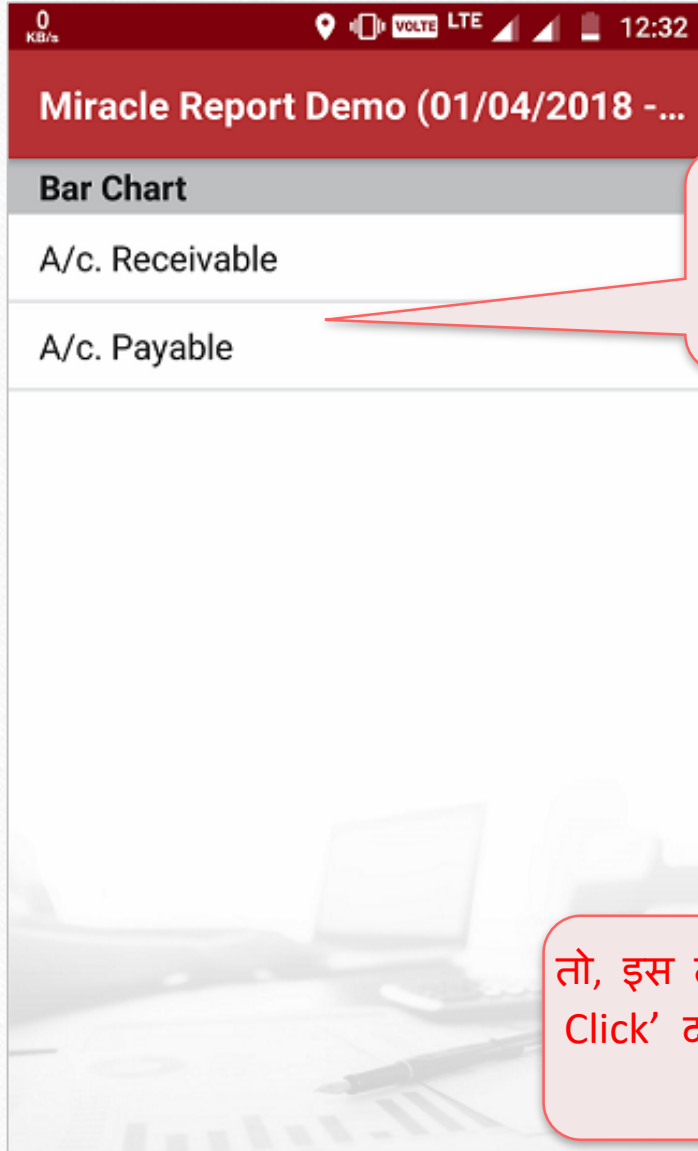 0
KB/s
VOLTE LTE 12:32
Miracle Report Demo (01/04/2018 -...
Bar Chart
A/c. Receivable
A/c. Payable
तो, इस
Click’